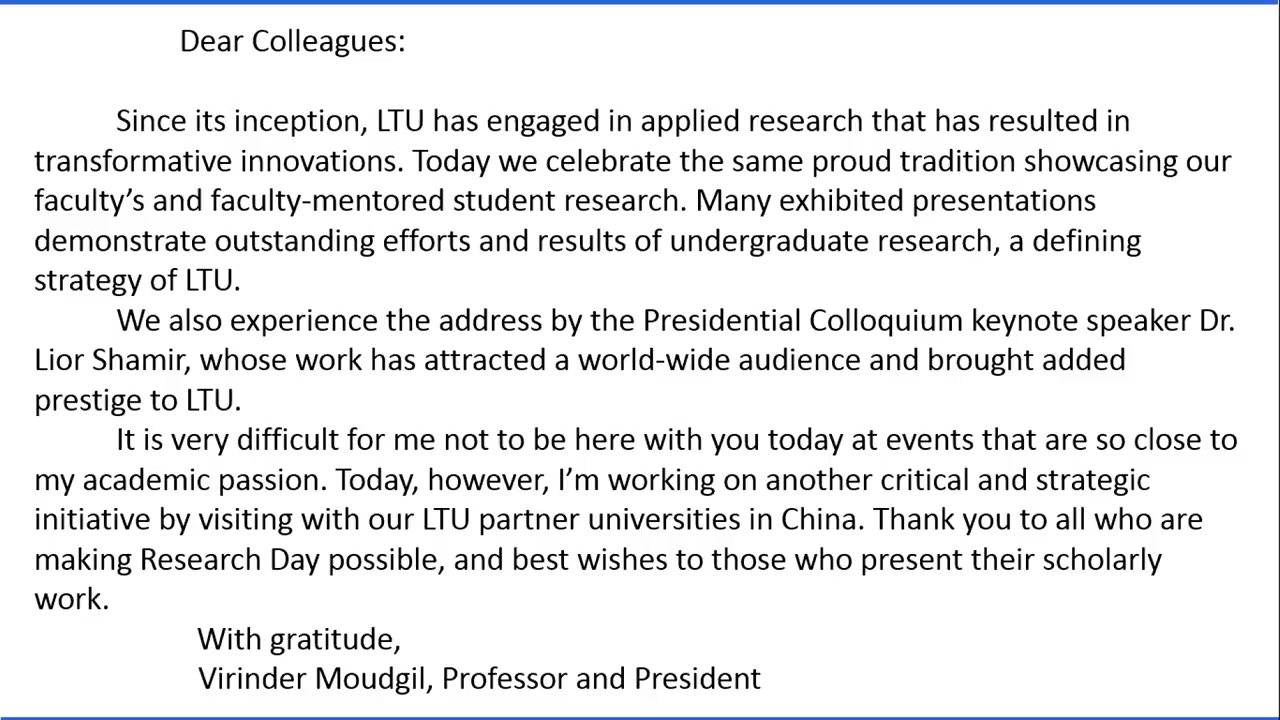 Dear Colleagues:
Since its inception, LTU has engaged in applied research that has resulted in
transformative innovations. Today we celebrate the same proud tradition showcasing our
faculty’s and faculty-mentored student research. Many exhibited presentations
demonstrate outstanding efforts and results of undergraduate research, a defining
strategy of LTU.
We also experience the address by the Presidential Colloquium keynote speaker Dr.
Lior Shamir, whose work has attracted a world-wide audience and brought added
prestige to LTU.
It is very difficult for me not to be here with you today at events that are so close to
my academic passion. Today, however, I’m working on another critical and strategic
initiative by visiting with our LTU partner universities in China. Thank you to all who are
making Research Day possible, and best wishes to those who present their scholarly
work.
With gratitude,
Virinder Moudgil, Professor and President